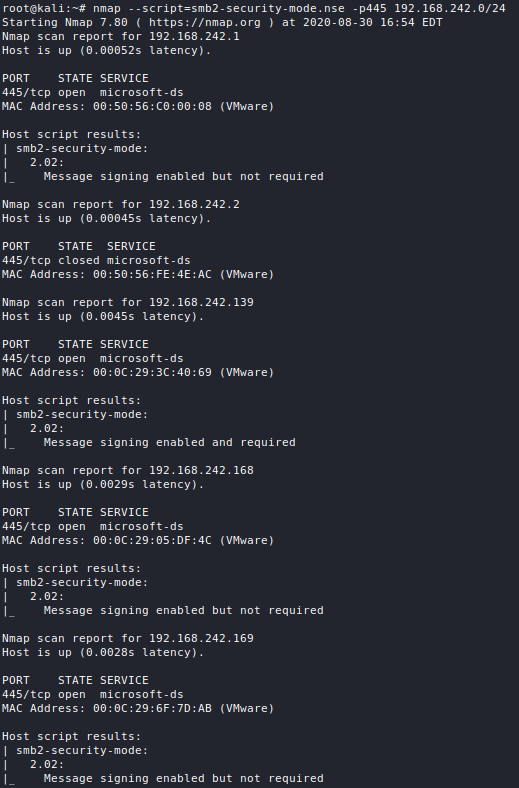 root@kali:~# nmap --script=smb2-security-mode.nse -p445 192.168.242.0/24
Starting Nmap 7.80 ( https://nmap.org ) at 2020-08-30 16:54 EDT
Nmap scan report for 192.168.242.1
Host is up (0.00052s latency).

PORT    STATE SERVICE
445/tcp open  microsoft-ds
MAC Address: 00:50:56:C0:00:08 (VMware)

Host script results:
| smb2-security-mode:
|   2.02:
|_    Message signing enabled but not required

Nmap scan report for 192.168.242.2
Host is up (0.00045s latency).

PORT    STATE  SERVICE
445/tcp closed microsoft-ds
MAC Address: 00:50:56:FE:4E:AC (VMware)

Nmap scan report for 192.168.242.139
Host is up (0.0045s latency).

PORT    STATE SERVICE
445/tcp open  microsoft-ds
MAC Address: 00:0C:29:3C:40:69 (VMware)

Host script results:
| smb2-security-mode:
|   2.02:
|_    Message signing enabled and required

Nmap scan report for 192.168.242.168
Host is up (0.0029s latency).

PORT    STATE SERVICE
445/tcp open  microsoft-ds
MAC Address: 00:0C:29:05:DF:4C (VMware)

Host script results:
| smb2-security-mode:
|   2.02:
|_    Message signing enabled but not required

Nmap scan report for 192.168.242.169
Host is up (0.0028s latency).

PORT    STATE SERVICE
445/tcp open  microsoft-ds
MAC Address: 00:0C:29:6F:7D:AB (VMware)

Host script results:
| smb2-security-mode:
|   2.02:
|_    Message signing enabled but not required